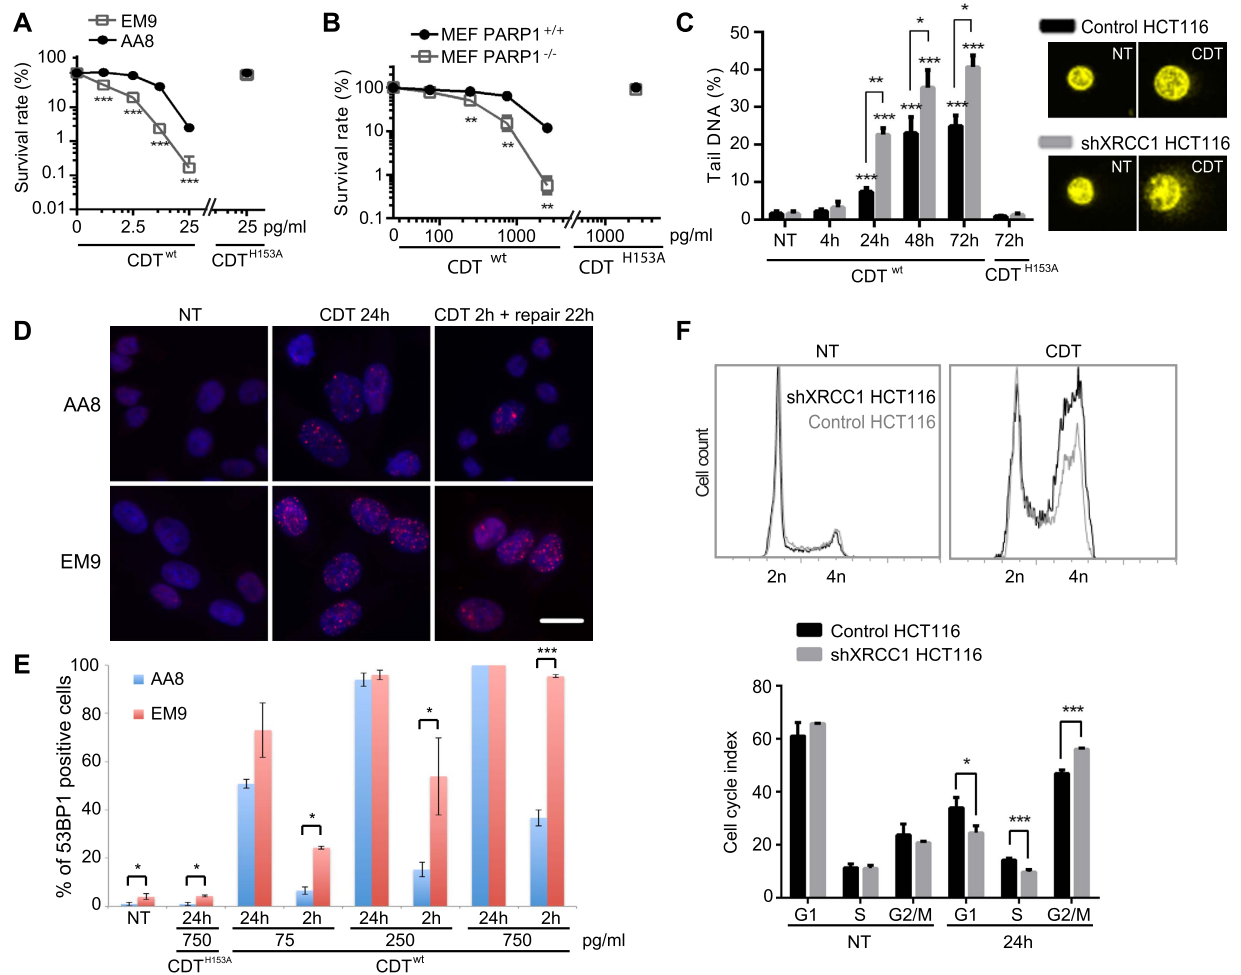 A
EM9
AA8
Survival rate (%)
100
10
1
0.1
0.01
***
***
***
***
0
2.5
25
25
pg/ml
CDT wt
CDT H153A
B
MEF PARP1 +/+
MEF PARP1 -/-
Survival rate (%)
100
10
1
0.1
**
**
**
0
100
1000
1000
pg/ml
CDT wt
CDT H153A
C
Tail DNA (%)
50
40
30
20
10
0
***
***
**
***
***
*
***
***
*
NT
4h
24h
48h
72h
72h
CDT wt
CDT H153A
Control HCT116
NT
CDT
shXRCC1 HCT116
NT
CDT
D
NT
CDT 24h
CDT 2h + repair 22h
AA8
EM9
E
% of 53BP1 positive cells
100
80
60
40
20
0
AA8
EM9
*
*
*
*
***
NT
24h
24h
2h
24h
2h
24h
2h
750
75
250
750
pg/ml
CDT H153A
CDT wt
F
NT
CDT
shXRCC1 HCT116
Control HCT116
Cell count
2n
4n
2n
4n
Control HCT116
shXRCC1 HCT116
Cell cycle index
80
60
40
20
0
*
***
***
G1
S
G2/M
G1
S
G2/M
NT
24h